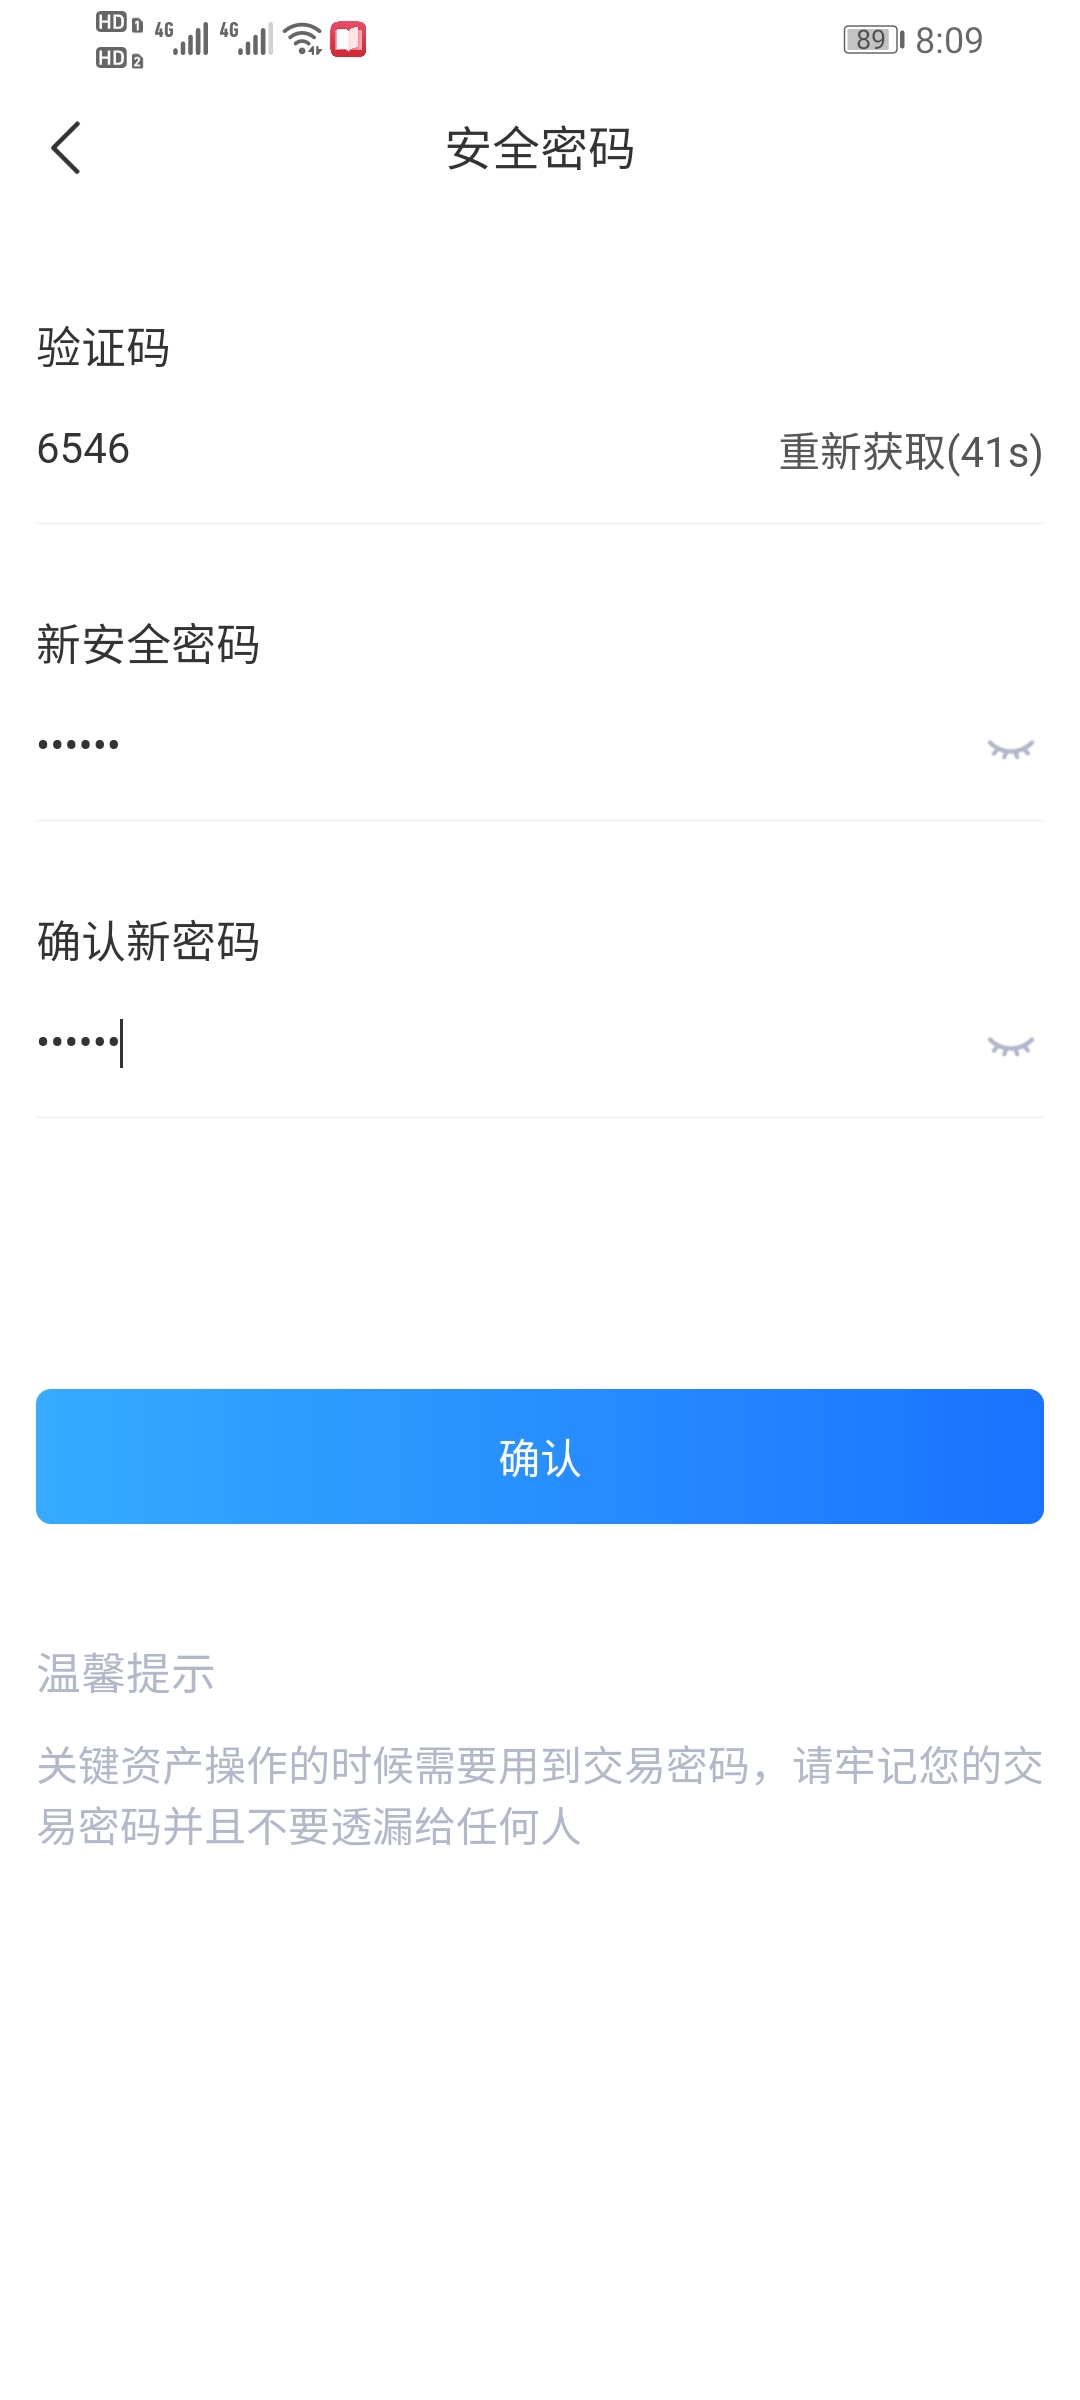 HD 1 4G 4G 89 8:09
HD 2
安全密码
验证码
6546 重新获取(41s)
新安全密码
••••••
确认新密码
••••••
确认
温馨提示
关键资产操作的时候需要用到交易密码，请牢记您的交
易密码并且不要透漏给任何人